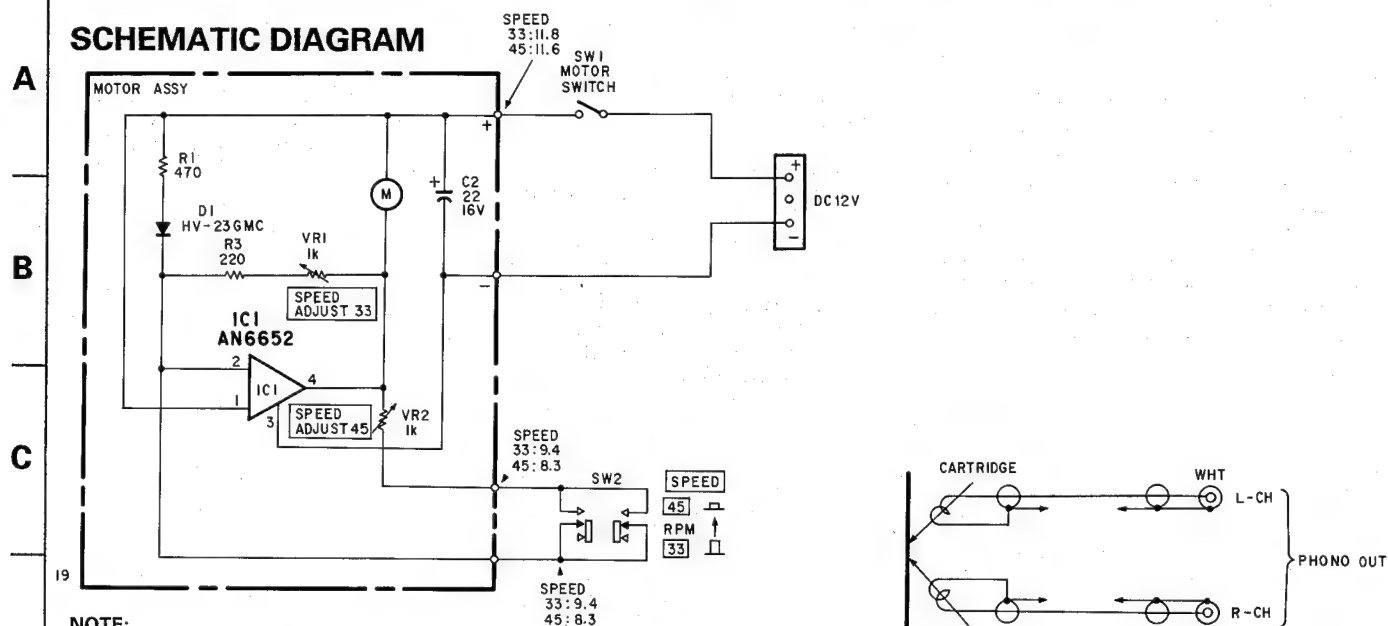 SCHEMATIC DIAGRAM
A
B
C
MOTOR ASSY
R1
470
D1
HV-23GMC
R3
220
VR1
1k
SPEED
ADJUST 33
IC1
AN6652
2
1
IC1
4
3
SPEED
ADJUST 45
VR2
1k
M
+
C2
22
16V
+
-
SPEED
33:11.8
45:11.6
SW1
MOTOR
SWITCH
+
-
DC12V
SPEED
33:9.4
45:8.3
SW2
SPEED
45
RPM
33
SPEED
33:9.4
45:8.3
19
NOTE:
CARTRIDGE
WHT
L-CH
PHONO OUT
R-CH